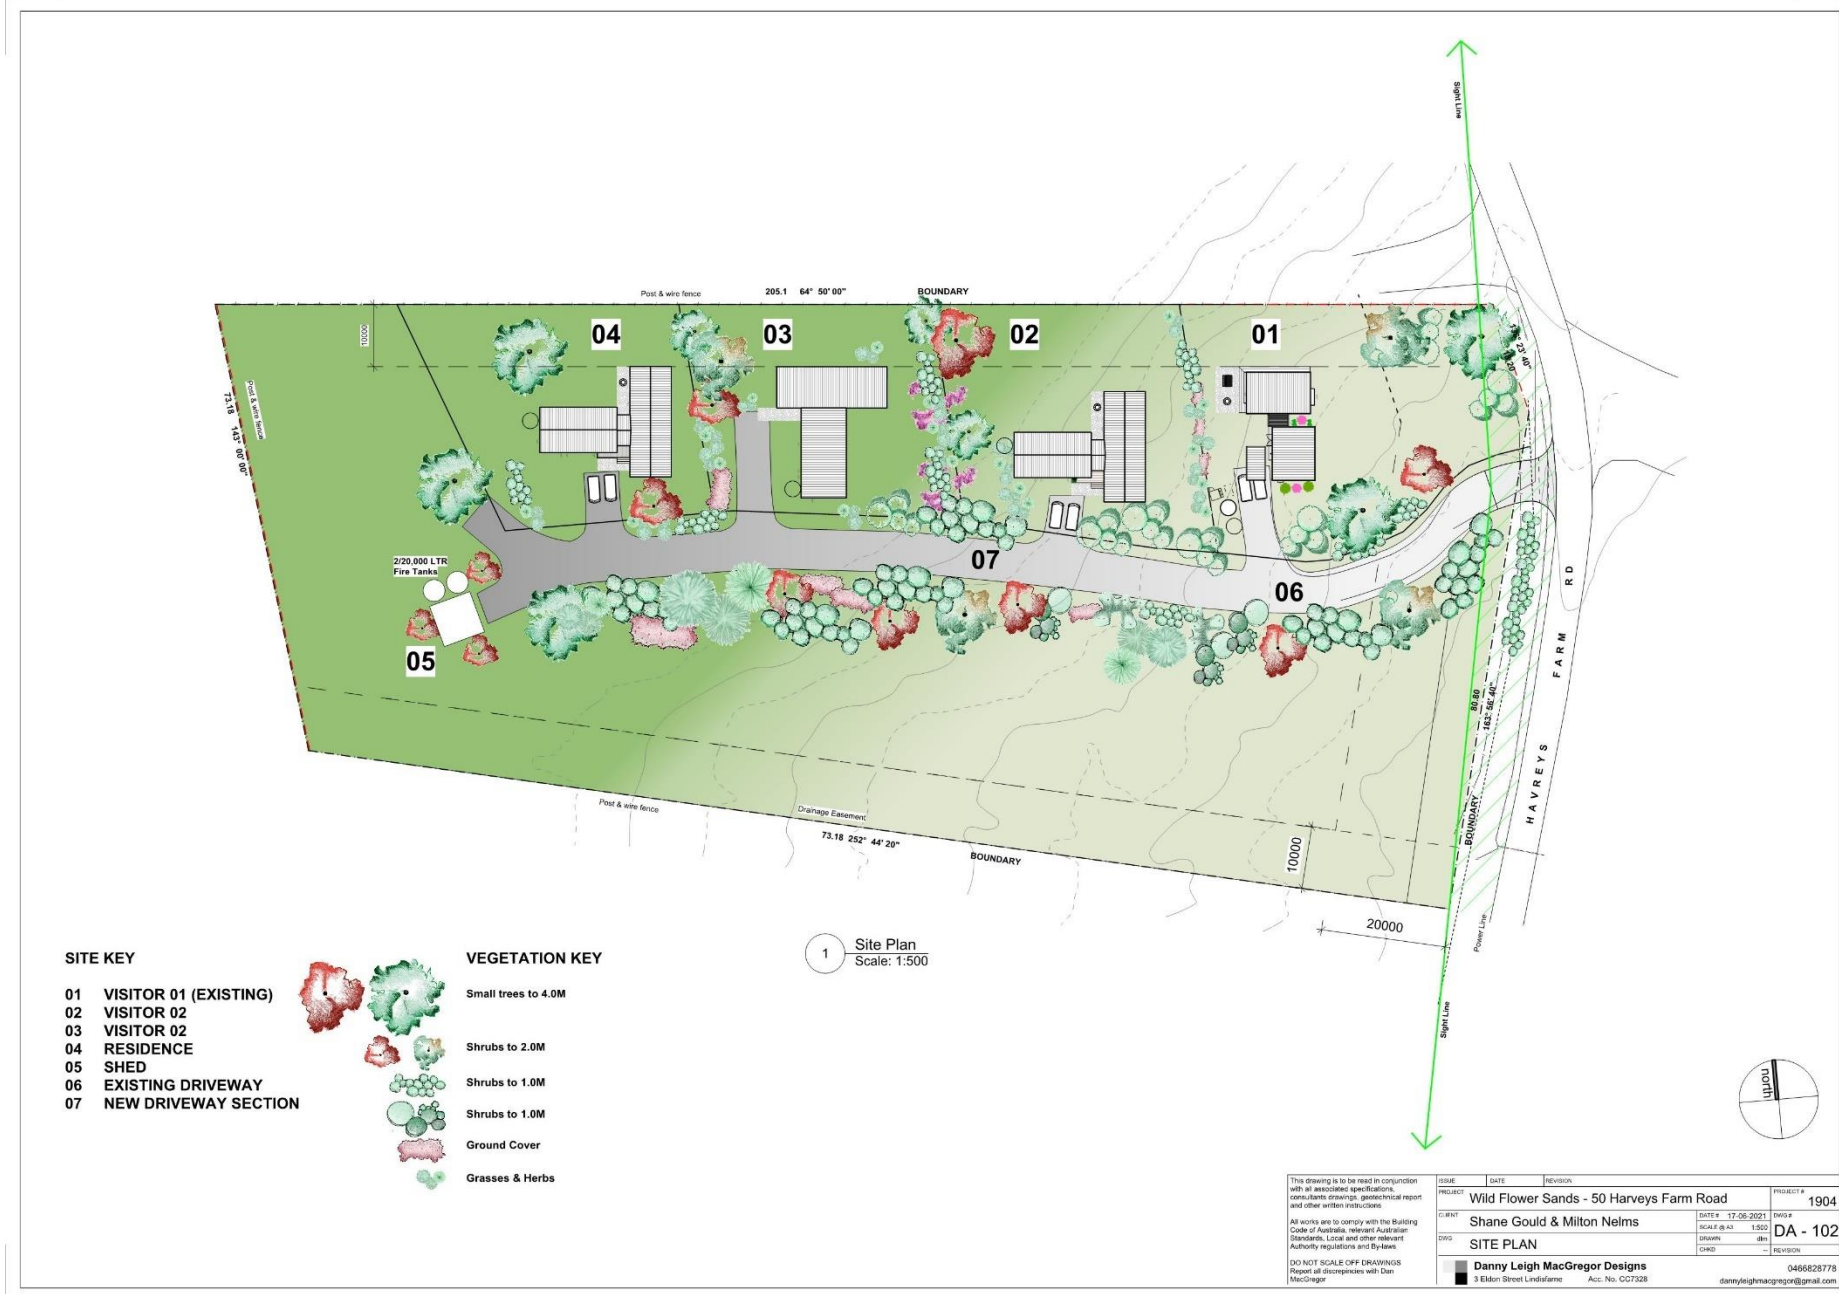 Sight Line
Post & wire fence
205.1 64° 50' 00"
BOUNDARY
10000
04
03
02
01
23' 40"
Post & wire fence
73.18 143° 00' 00"
2/20,000 LTR
Fire Tanks
07
06
05
HAVREYS FARM RD
80.80
163° 56' 40"
BOUNDARY
Post & wire fence
Drainage Easement
73.18 252° 44' 20"
BOUNDARY
10000
20000
Power Line
Sight Line
1
Site Plan
Scale: 1:500
SITE KEY
01 VISITOR 01 (EXISTING)
02 VISITOR 02
03 VISITOR 02
04 RESIDENCE
05 SHED
06 EXISTING DRIVEWAY
07 NEW DRIVEWAY SECTION
VEGETATION KEY
Small trees to 4.0M
Shrubs to 2.0M
Shrubs to 1.0M
Shrubs to 1.0M
Ground Cover
Grasses & Herbs
north
This drawing is to be read in conjunction
with all associated specifications,
consultants drawings, geotechnical report
and other written instructions
All works are to comply with the Building
Code of Australia, relevant Australian
Standards, Local and other relevant
Authority regulations and By-laws
DO NOT SCALE OFF DRAWINGS
Report all discrepencies with Dan
MacGregor
ISSUE DATE REVISION
PROJECT Wild Flower Sands - 50 Harveys Farm Road
PROJECT # 1904
CLIENT Shane Gould & Milton Nelms
DATE # 17-06-2021
SCALE @ A3 1:500
DWG # DA - 102
DWG SITE PLAN
DRAWN dlm
CHKD --
REVISION
Danny Leigh MacGregor Designs
0466828778
3 Eldon Street Lindisfarne Acc. No. CC7328
dannyleighmacgregor@gmail.com